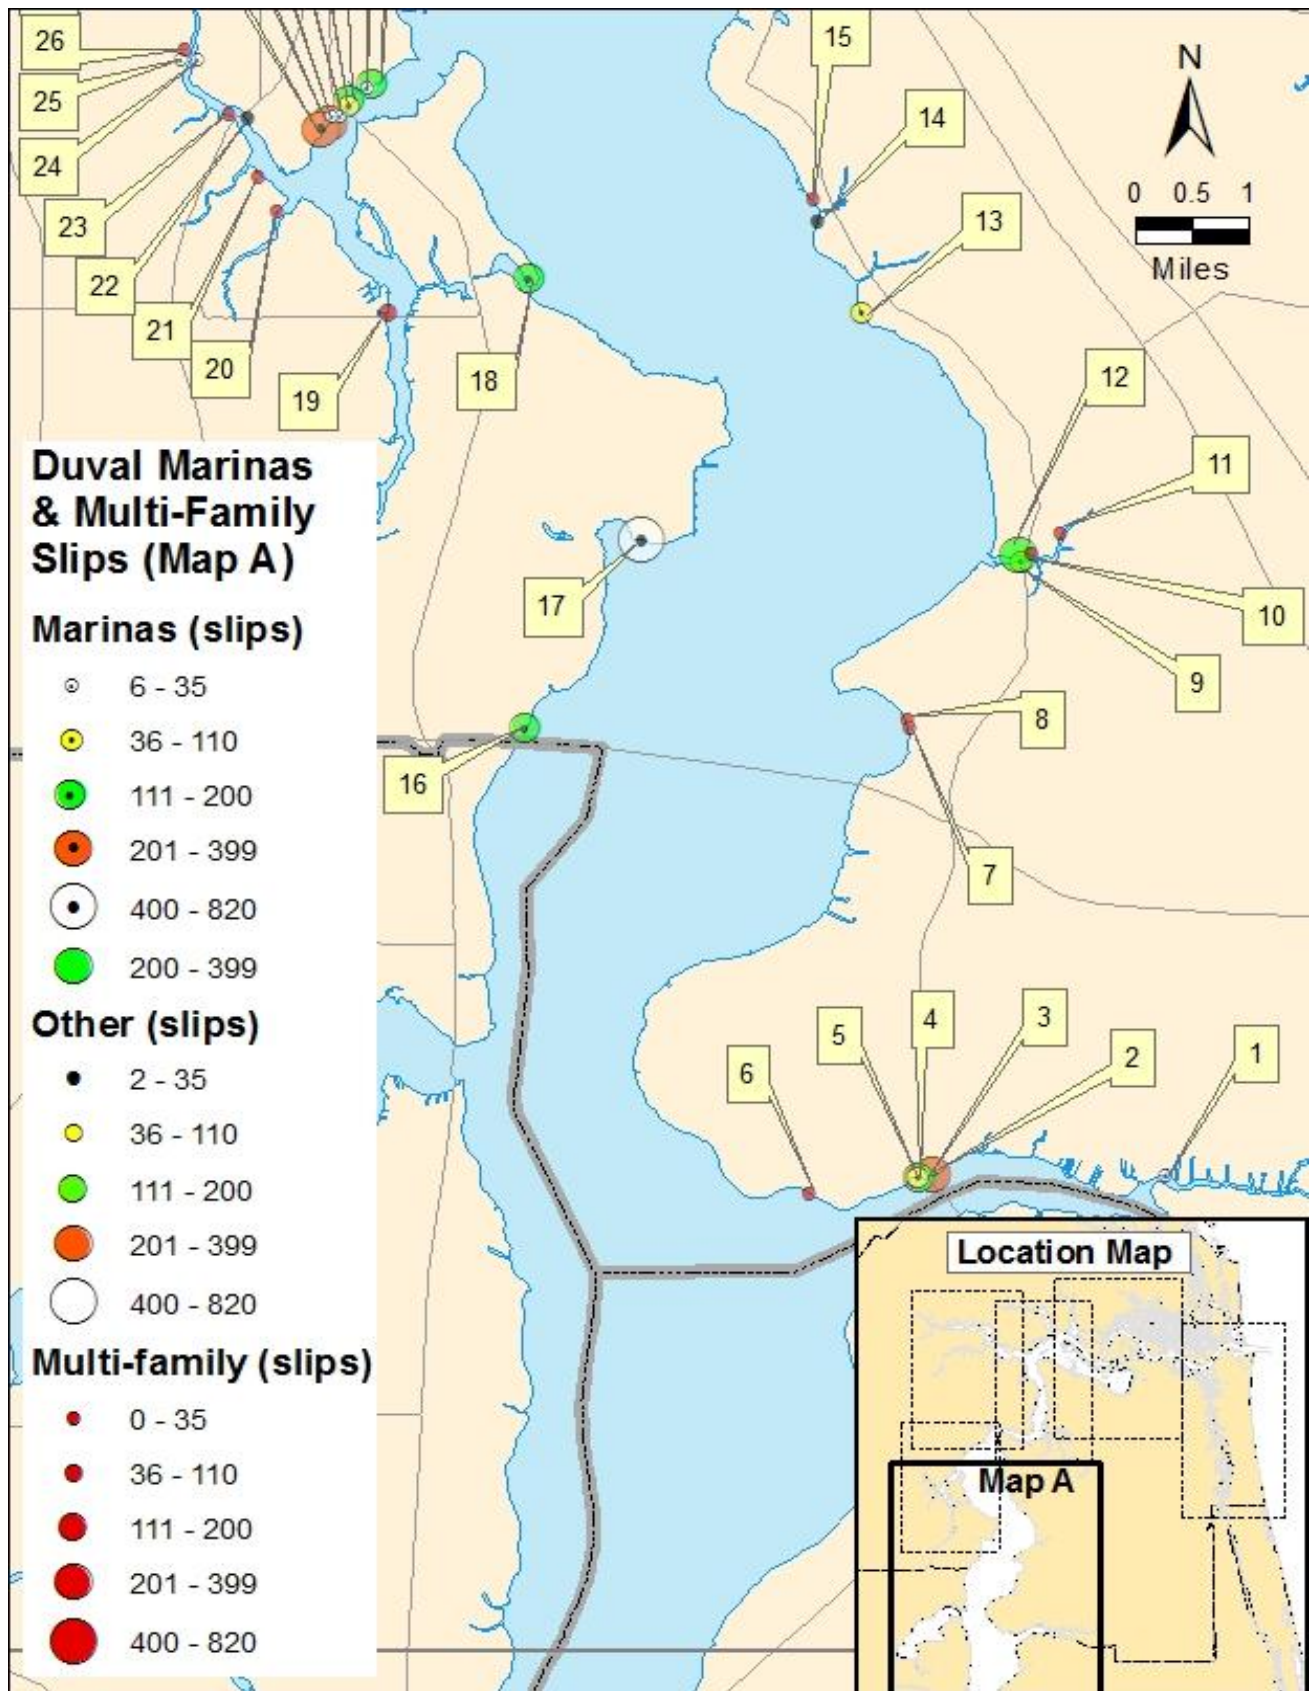 26
25
24
23
22
21
20
19
18
17
16
15
14
13
12
11
10
9
8
7
6
5
4
3
2
1
N
0 0.5 1
Miles
Duval Marinas
& Multi-Family
Slips (Map A)
Marinas (slips)
6 - 35
36 - 110
111 - 200
201 - 399
400 - 820
200 - 399
Other (slips)
2 - 35
36 - 110
111 - 200
201 - 399
400 - 820
Multi-family (slips)
0 - 35
36 - 110
111 - 200
201 - 399
400 - 820
Location Map
Map A